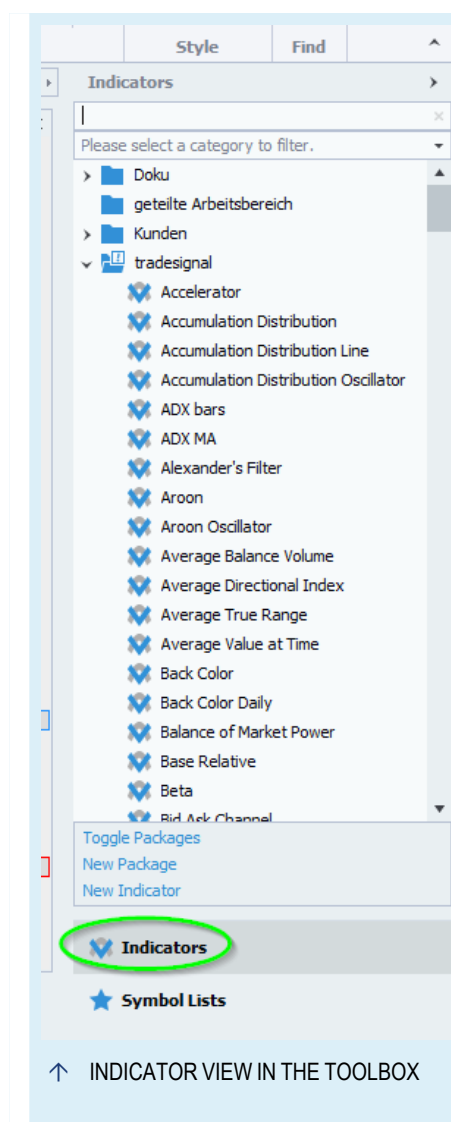 Style Find
Indicators
Please select a category to filter.
Doku
geteilte Arbeitsbereich
Kunden
tradesignal
Accelerator
Accumulation Distribution
Accumulation Distribution Line
Accumulation Distribution Oscillator
ADX bars
ADX MA
Alexander's Filter
Aroon
Aroon Oscillator
Average Balance Volume
Average Directional Index
Average True Range
Average Value at Time
Back Color
Back Color Daily
Balance of Market Power
Base Relative
Beta
Bid Ask Channel
Toggle Packages
New Package
New Indicator
Indicators
Symbol Lists
↑ INDICATOR VIEW IN THE TOOLBOX